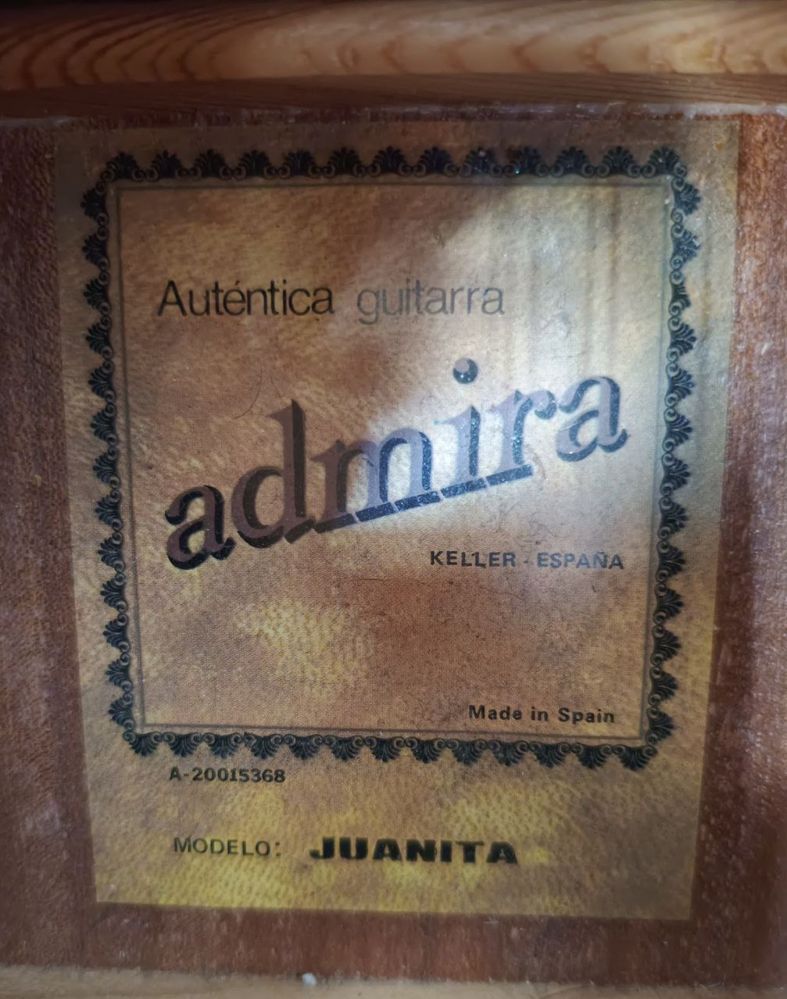 Auténtica guitarra
admira
KELLER - ESPAÑA
Made in Spain
A-20015368
MODELO: JUANITA